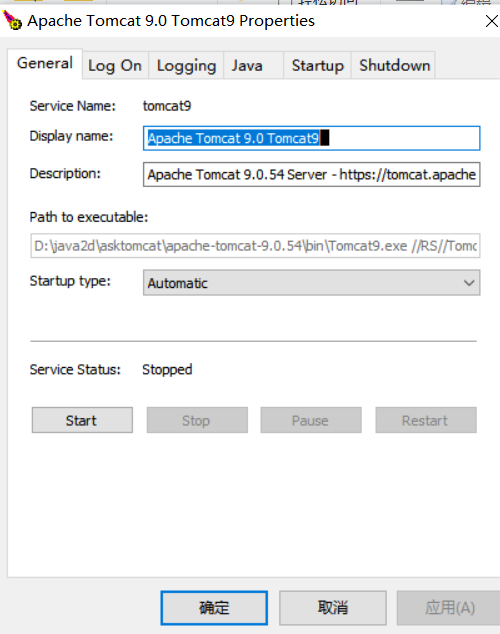 Apache Tomcat 9.0 Tomcat9 Properties
General Log On Logging Java Startup Shutdown
Service Name: tomcat9
Display name: Apache Tomcat 9.0 Tomcat9
Description: Apache Tomcat 9.0.54 Server - https://tomcat.apache
Path to executable:
D:\java2d\asktomcat\apache-tomcat-9.0.54\bin\Tomcat9.exe //RS//Tomc
Startup type: Automatic
Service Status: Stopped
Start Stop Pause Restart
确定 取消 应用(A)